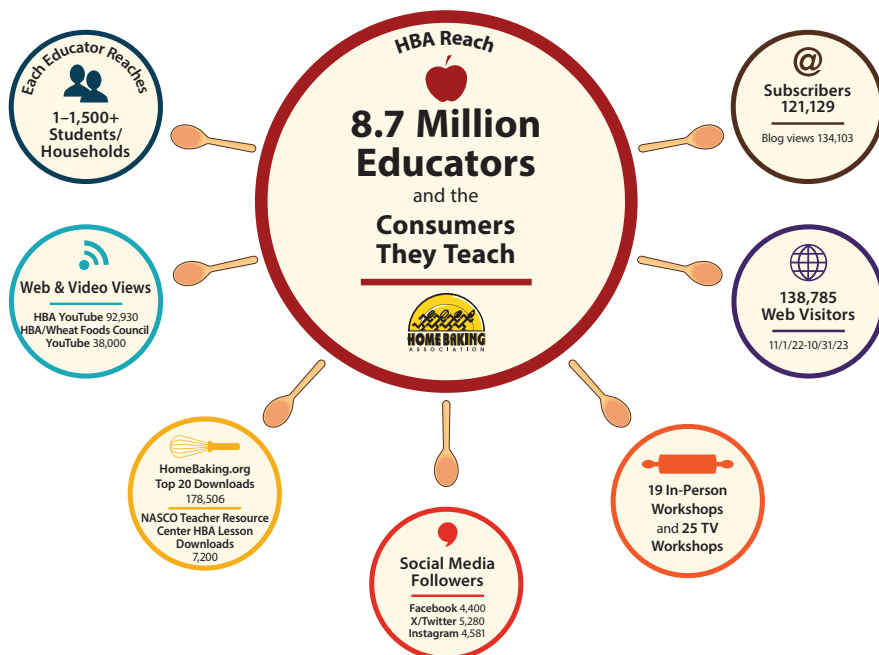 HBA Reach
8.7 Million
Educators
and the
Consumers
They Teach
HOME BAKING
ASSOCIATION
Each Educator Reaches
1–1,500+
Students/
Households
Web & Video Views
HBA YouTube 92,930
HBA/Wheat Foods Council
YouTube 38,000
HomeBaking.org
Top 20 Downloads
178,506
NASCO Teacher Resource
Center HBA Lesson
Downloads
7,200
Social Media
Followers
Facebook 4,400
X/Twitter 5,280
Instagram 4,581
19 In-Person
Workshops
and 25 TV
Workshops
138,785
Web Visitors
11/1/22-10/31/23
@
Subscribers
121,129
Blog views 134,103